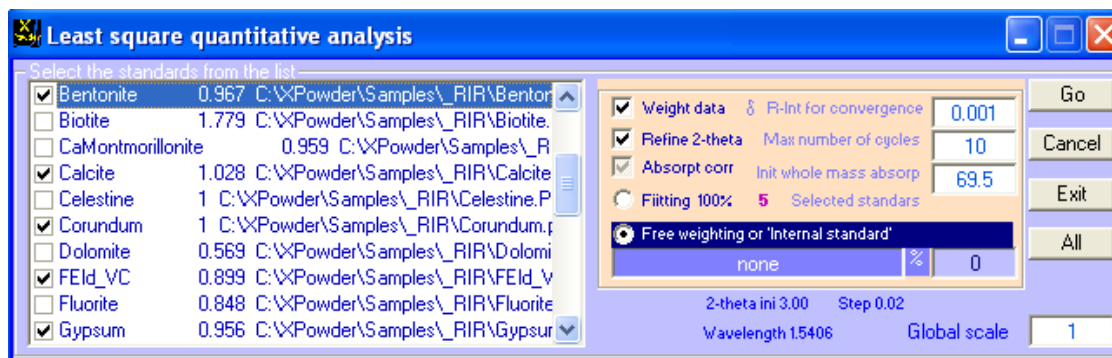 Least square quantitative analysis
Select the standards from the list
Bentonite 0.967 C:\XPowder\Samples\_RIR\Benton
Biotite 1.779 C:\XPowder\Samples\_RIR\Biotite.
CaMontmorillonite 0.959 C:\XPowder\Samples\_R
Calcite 1.028 C:\XPowder\Samples\_RIR\Calcite
Celestine 1 C:\XPowder\Samples\_RIR\Celestine.P
Corundum 1 C:\XPowder\Samples\_RIR\Corundum.p
Dolomite 0.569 C:\XPowder\Samples\_RIR\Dolomi
FEld_VC 0.899 C:\XPowder\Samples\_RIR\FEld_V
Fluorite 0.848 C:\XPowder\Samples\_RIR\Fluorite
Gypsum 0.956 C:\XPowder\Samples\_RIR\Gypsur
Weight data δ R-Int for convergence 0.001
Refine 2-theta Max number of cycles 10
Absorpt corr Init whole mass absorp 69.5
Fiitting 100% 5 Selected standars
Free weighting or 'Internal standard'
none % 0
2-theta ini 3.00 Step 0.02
Wavelength 1.5406 Global scale 1
Go
Cancel
Exit
All